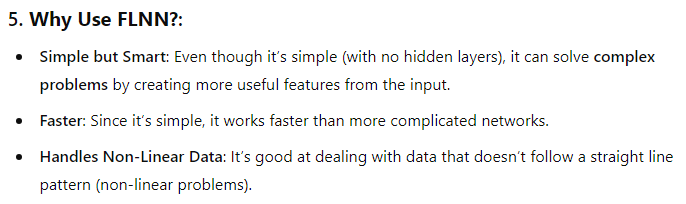 5. Why Use FLNN?:
• Simple but Smart: Even though it's simple (with no hidden layers), it can solve complex
problems by creating more useful features from the input.
• Faster: Since it's simple, it works faster than more complicated networks.
• Handles Non-Linear Data: It's good at dealing with data that doesn't follow a straight line
pattern (non-linear problems).